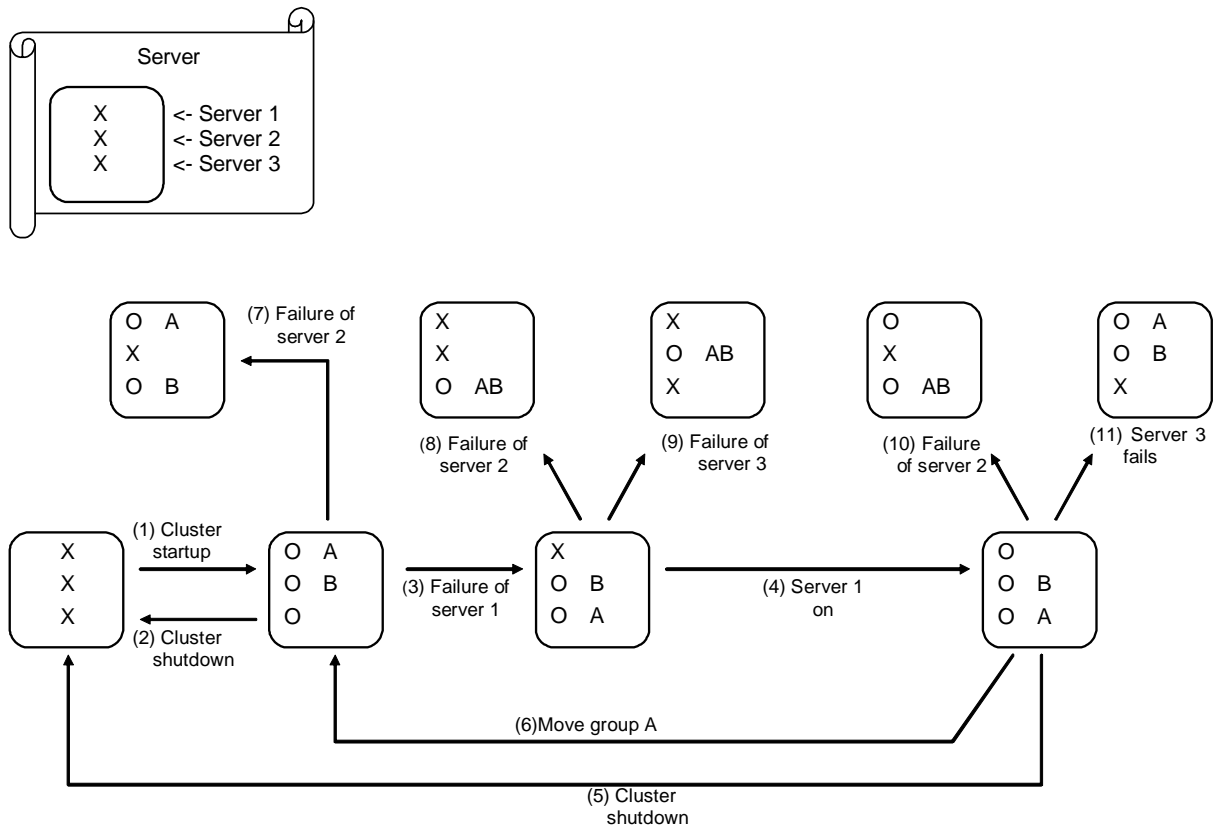 Server
X <- Server 1
X <- Server 2
X <- Server 3
O A
X
O B
(7) Failure of
server 2
X
X
O AB
X
O AB
X
O
X
O AB
O A
O B
X
(8) Failure of
server 2
(9) Failure of
server 3
(10) Failure
of server 2
(11) Server 3
fails
X
X
X
(1) Cluster
startup
(2) Cluster
shutdown
O A
O B
O
(3) Failure of
server 1
X
O B
O A
(4) Server 1
on
O
O B
O A
(6)Move group A
(5) Cluster
shutdown